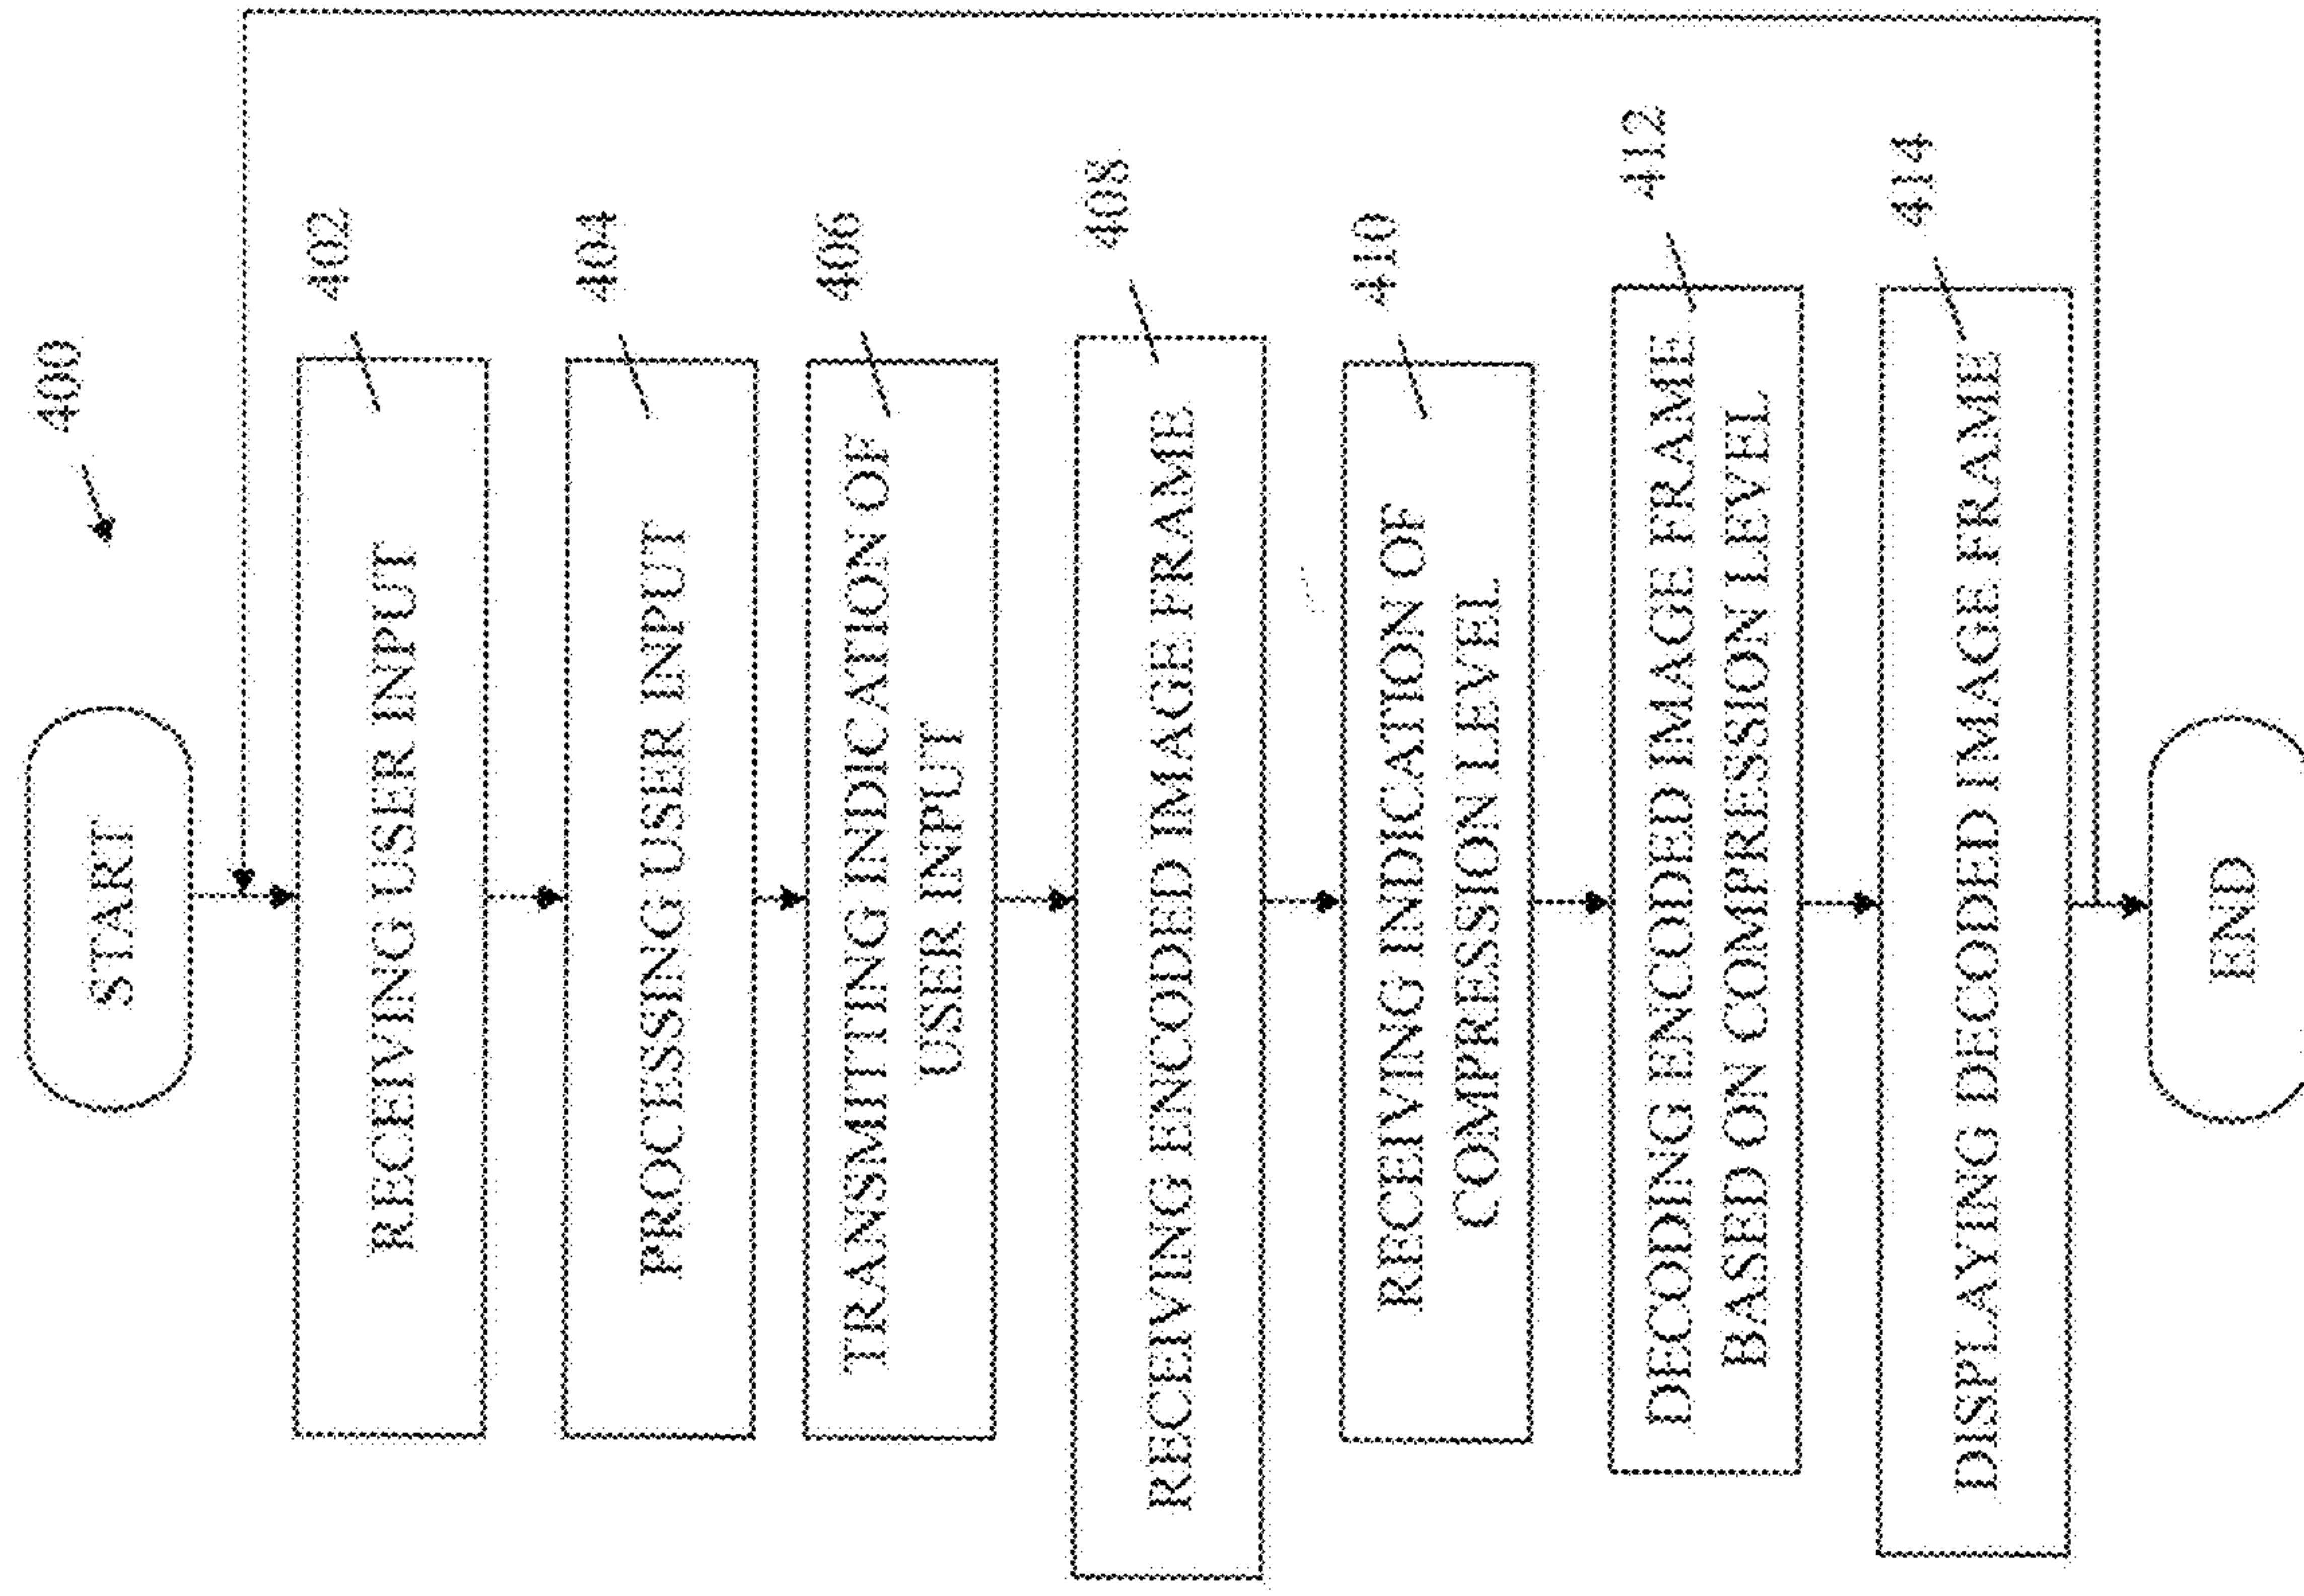 400
START
RECEIVING USER INPUT
402
PROCESSING USER INPUT
404
TRANSMITTING INDICATION OF
USER INPUT
406
RECEIVING ENCODED IMAGE FRAME
408
RECEIVING INDICATION OF
COMPRESSION LEVEL
410
DECODING ENCODED IMAGE FRAME
BASED ON COMPRESSION LEVEL
412
DISPLAYING DECODED IMAGE FRAME
414
END